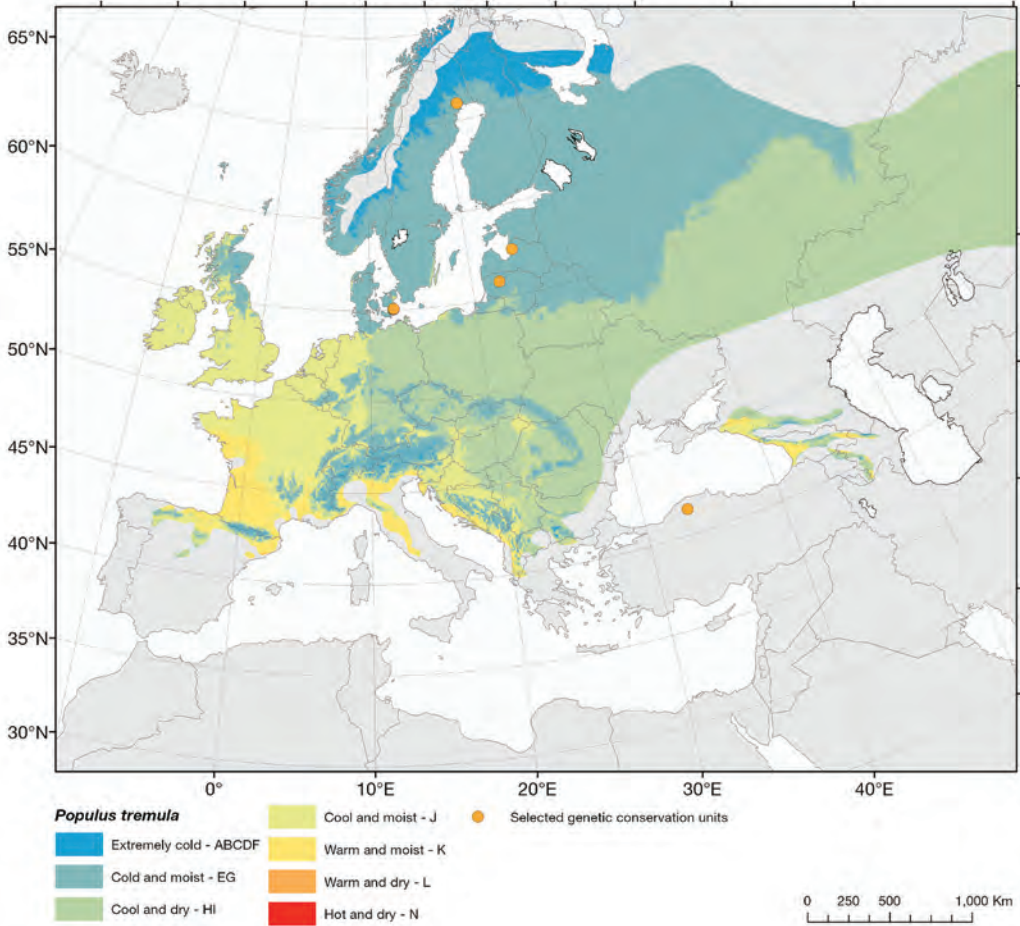 65°N
60°N
55°N
50°N
45°N
40°N
35°N
30°N
0° 10°E 20°E 30°E 40°E
Populus tremula
Extremely cold - ABCDF
Cold and moist - EG
Cool and dry - HI
Cool and moist - J
Warm and moist - K
Warm and dry - L
Hot and dry - N
Selected genetic conservation units
0 250 500 1,000 Km